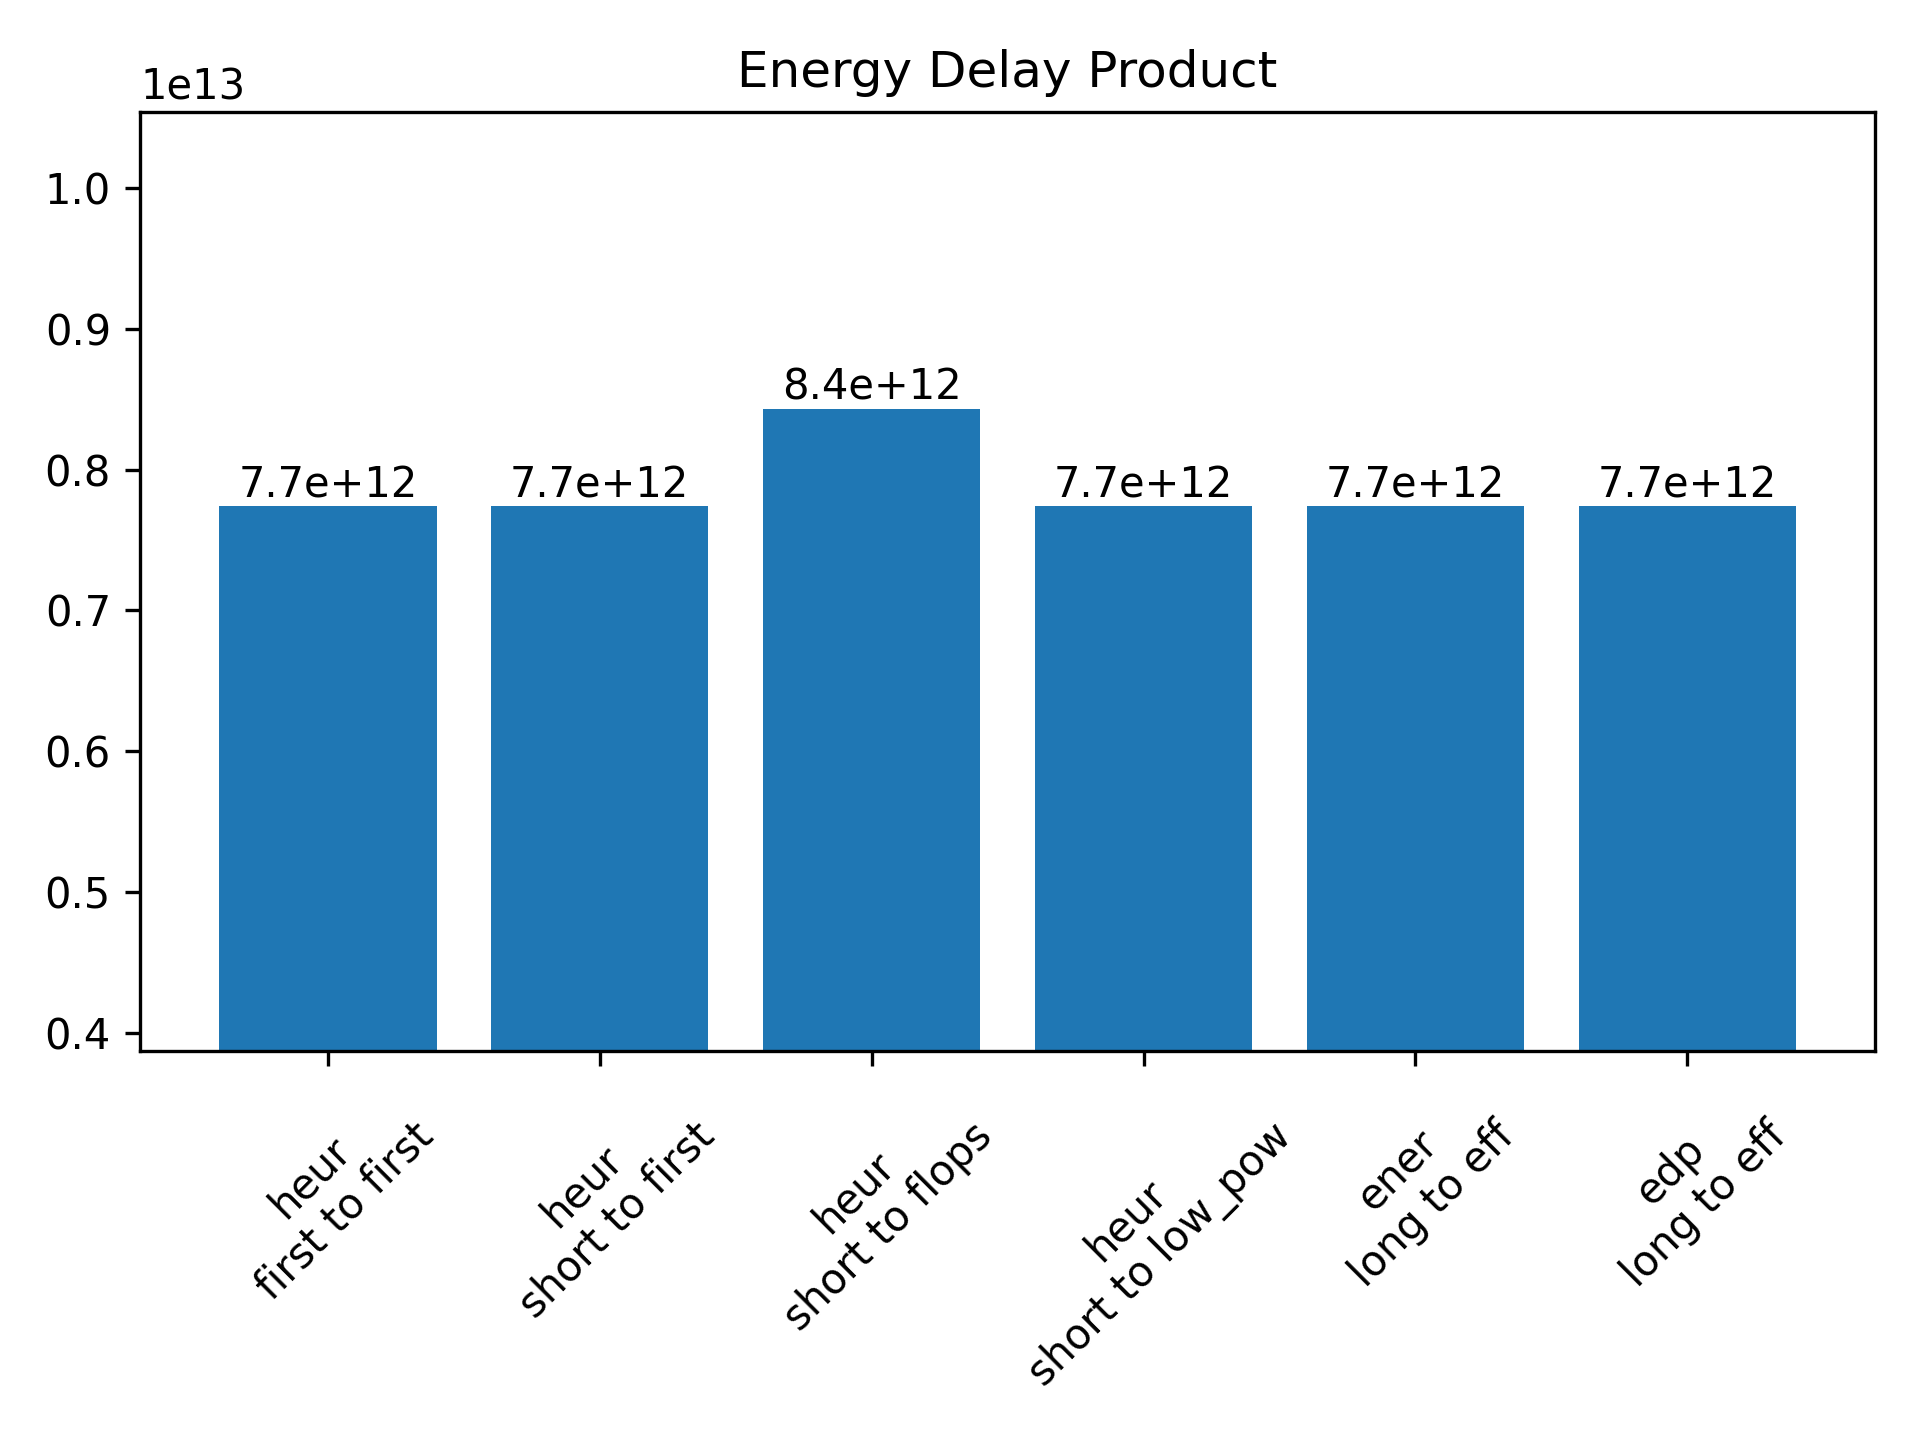 Energy Delay Product
1e13
1.0
0.9
0.8
0.7
0.6
0.5
0.4
7.7e+12
7.7e+12
8.4e+12
7.7e+12
7.7e+12
7.7e+12
heur
first to first
heur
short to first
heur
short to flops
heur
short to low_pow
ener
long to eff
edp
long to eff